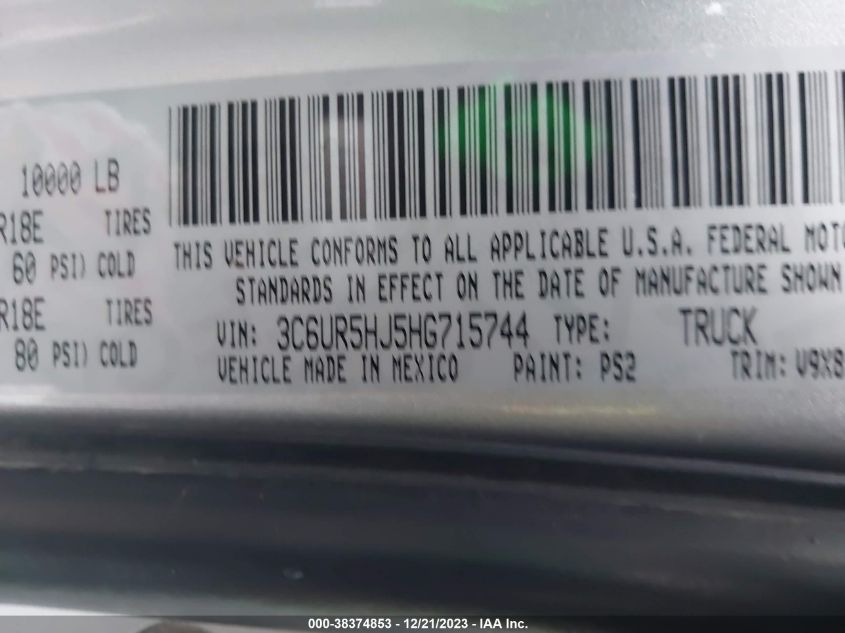 10000 LB
R18E TIRES
60 PSI) COLD
R18E TIRES
80 PSI) COLD
THIS VEHICLE CONFORMS TO ALL APPLICABLE U.S.A. FEDERAL MOTO
STANDARDS IN EFFECT ON THE DATE OF MANUFACTURE SHOWN
VIN: 3C6UR5HJ5HG715744 TYPE: TRUCK
VEHICLE MADE IN MEXICO PAINT: PS2 TRIM: V9X8
000-38374853 - 12/21/2023 - IAA Inc.